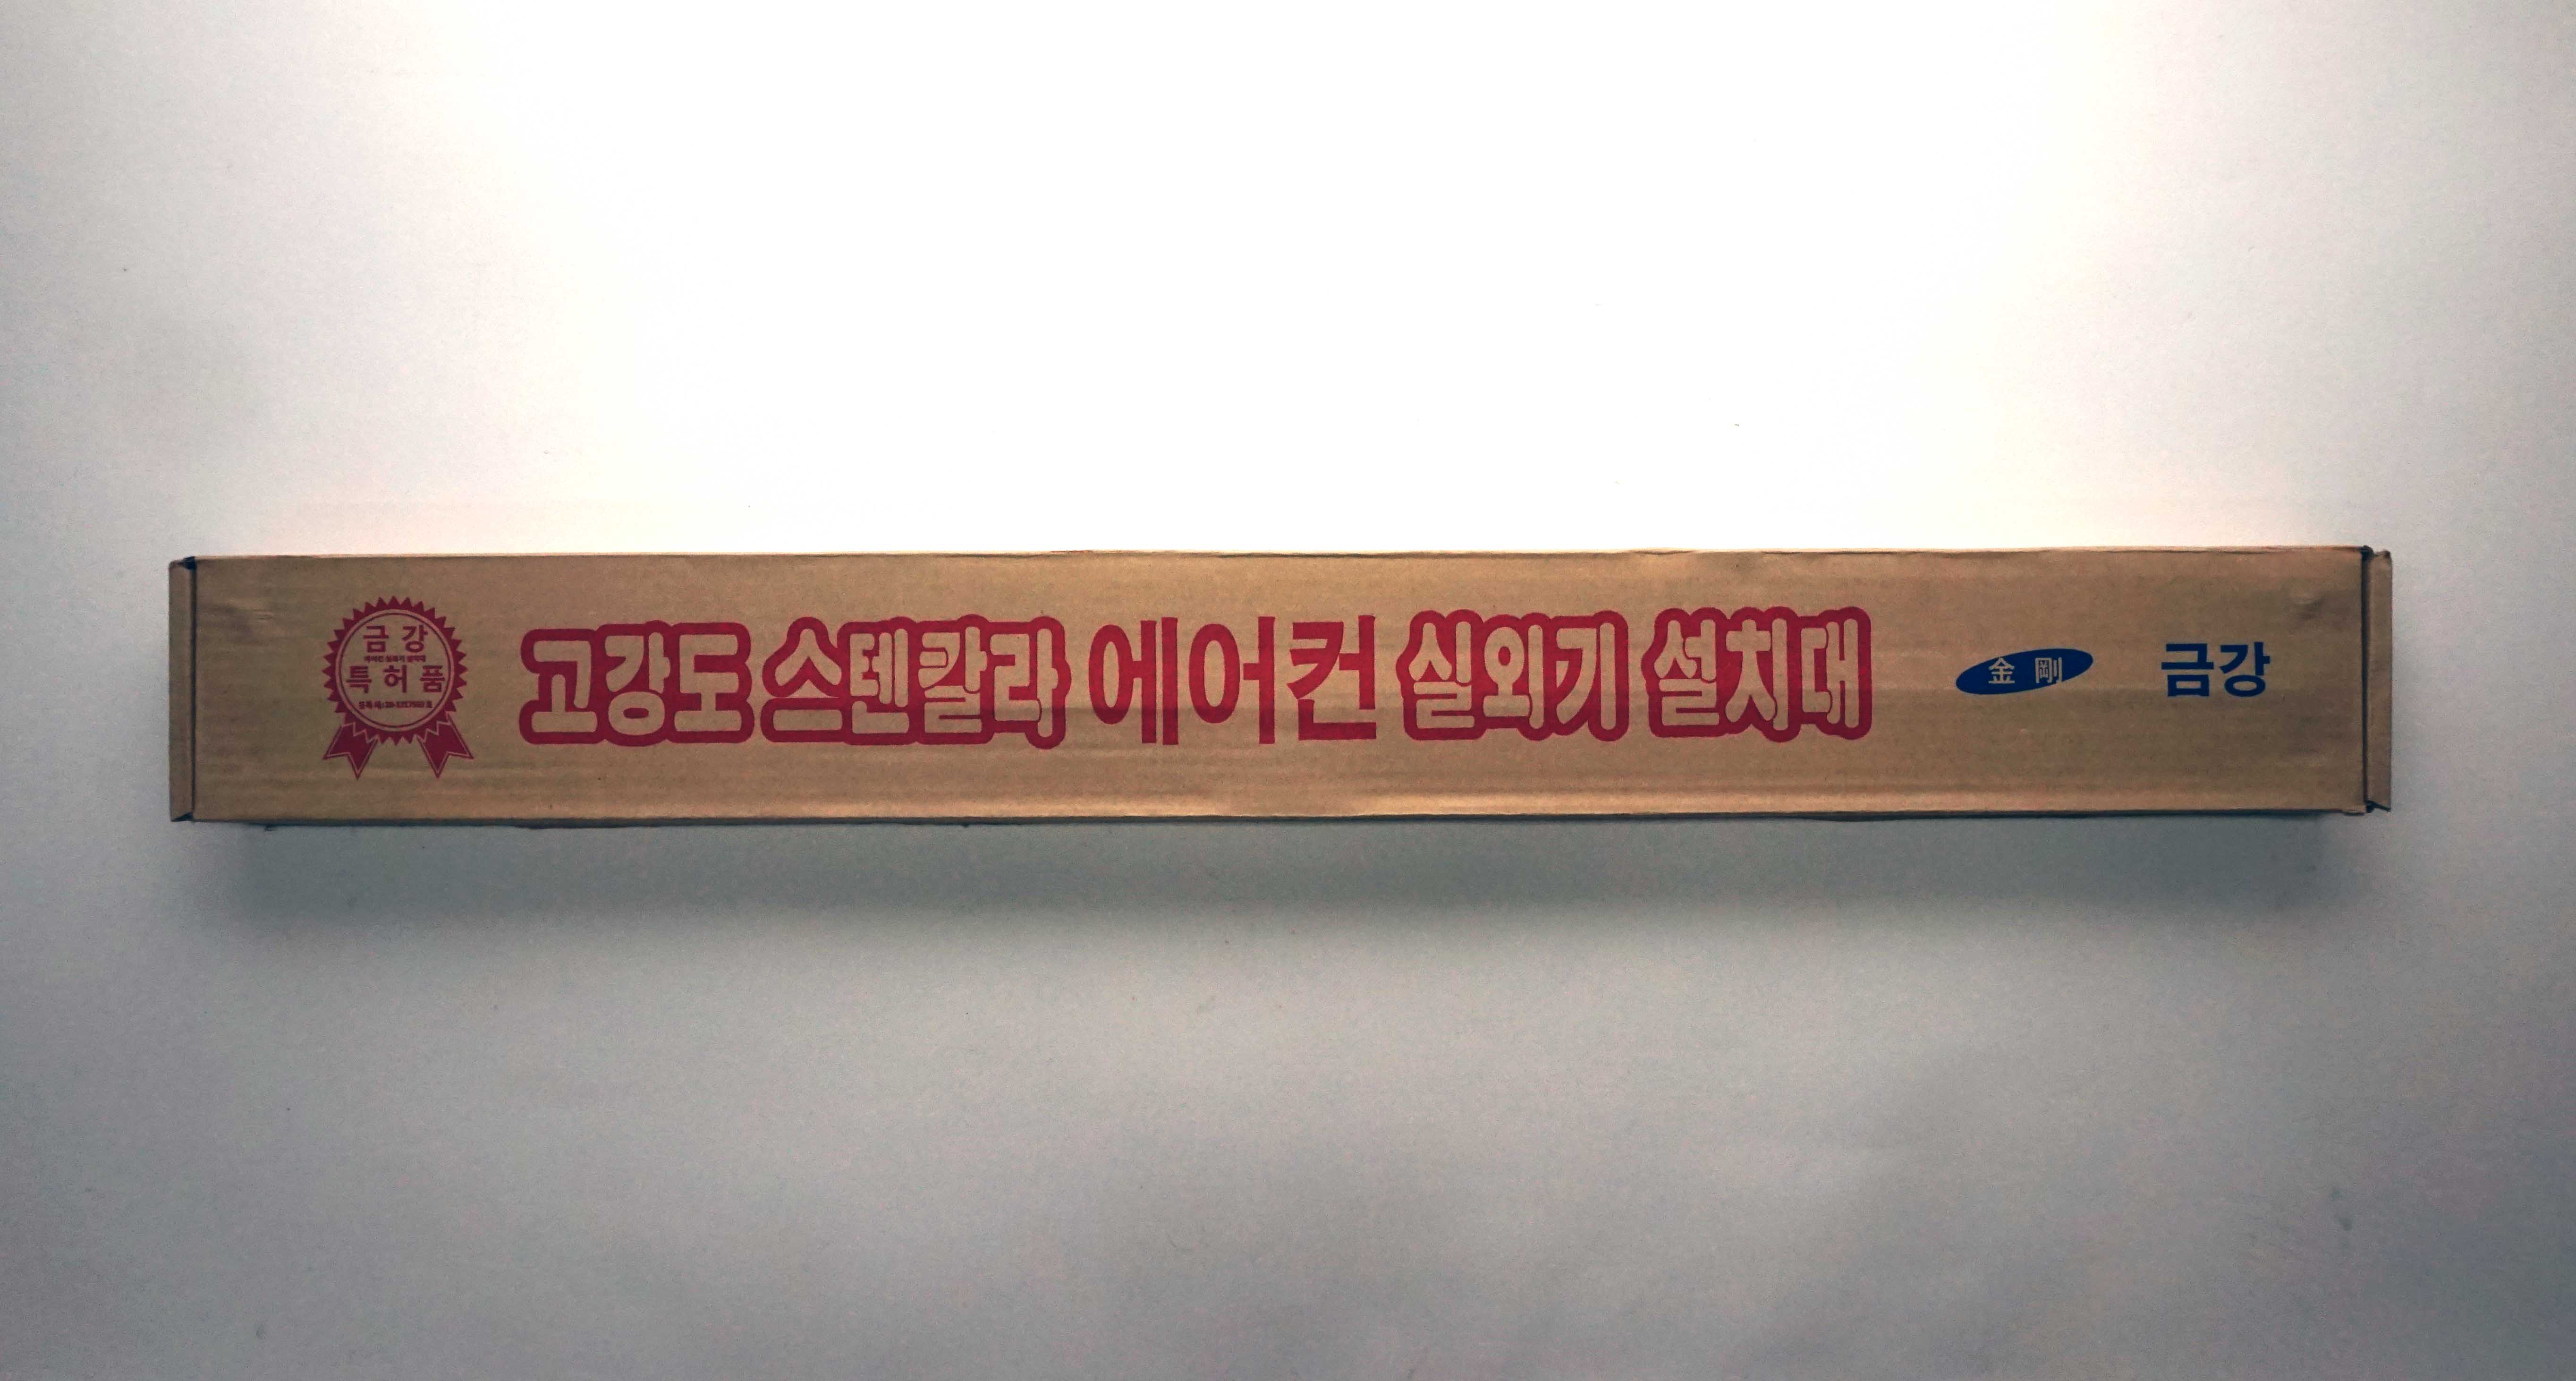 금강
특허품
고강도 스텐칼라 에어컨 실외기 설치대
金剛
금강